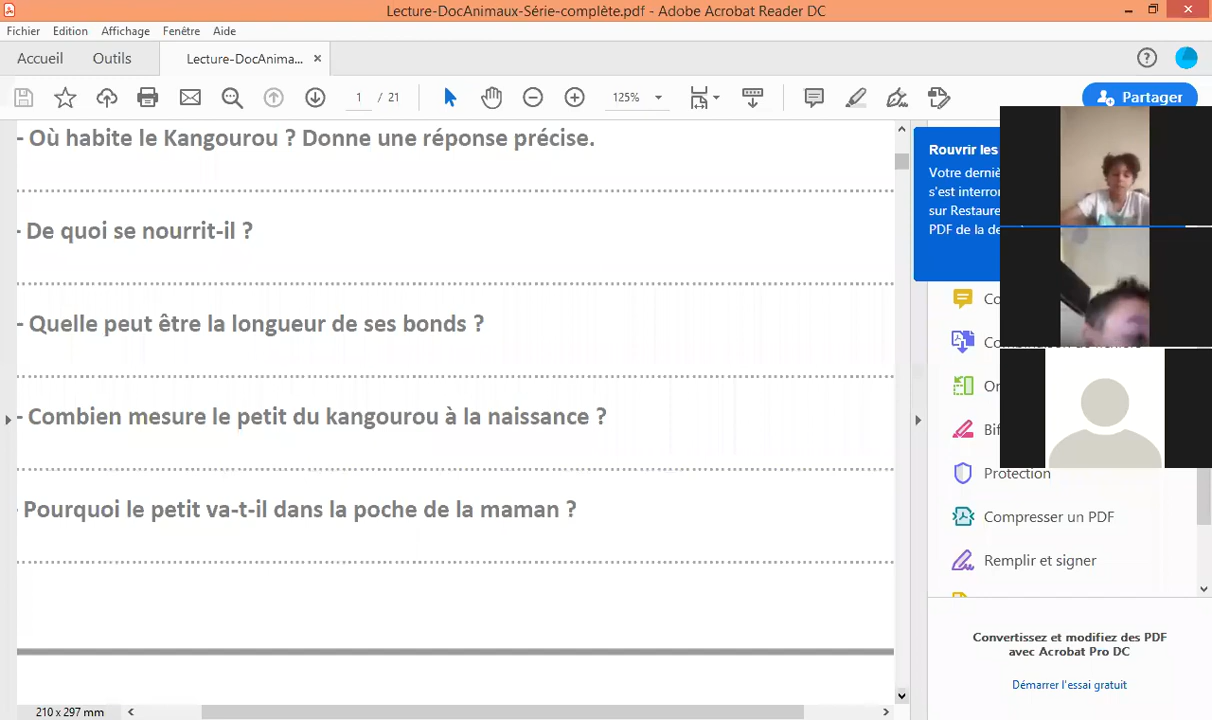 Lecture-DocAnimaux-Série-complète.pdf - Adobe Acrobat Reader DC
Fichier Edition Affichage Fenêtre Aide
Accueil Outils Lecture-DocAnima...
1 / 21 125% Partager
- Où habite le Kangourou ? Donne une réponse précise.
- De quoi se nourrit-il ?
- Quelle peut être la longueur de ses bonds ?
- Combien mesure le petit du kangourou à la naissance ?
- Pourquoi le petit va-t-il dans la poche de la maman ?
210 x 297 mm
Rouvrir les
Votre derniè
s'est interron
sur Restaure
PDF de la de
Co
Or
Bif
Protection
Compresser un PDF
Remplir et signer
Convertissez et modifiez des PDF
avec Acrobat Pro DC
Démarrer l'essai gratuit